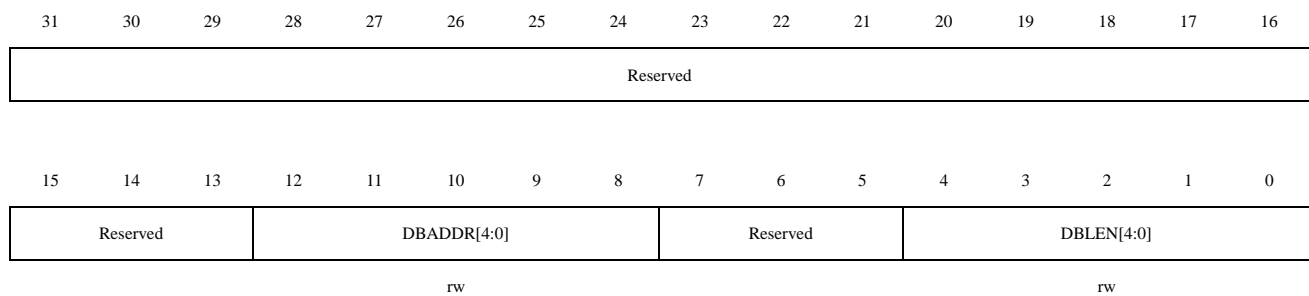 31 30 29 28 27 26 25 24 23 22 21 20 19 18 17 16
Reserved
15 14 13 12 11 10 9 8 7 6 5 4 3 2 1 0
Reserved DBADDR[4:0] Reserved DBLEN[4:0]
rw rw